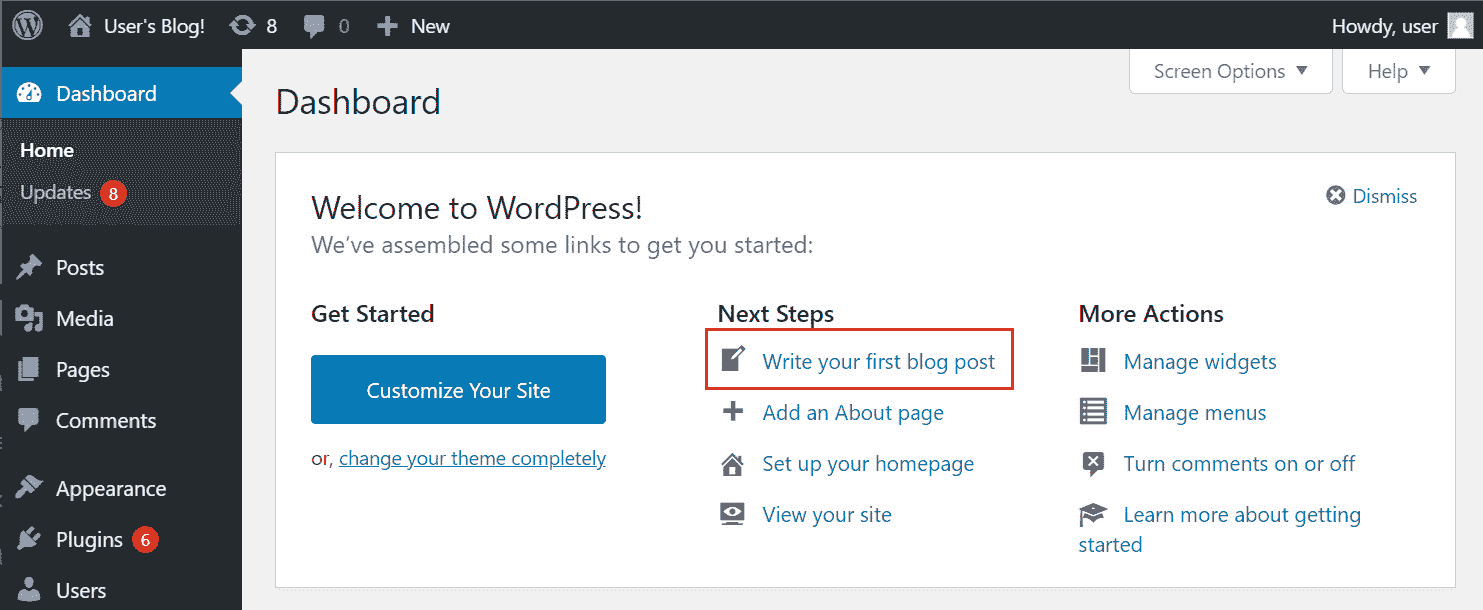 User's Blog! 8 0 New Howdy, user
Screen Options Help
Dashboard
Home
Updates 8
Posts
Media
Pages
Comments
Appearance
Plugins 6
Users
Dashboard
Welcome to WordPress!
Dismiss
We’ve assembled some links to get you started:
Get Started
Customize Your Site
or, change your theme completely
Next Steps
Write your first blog post
Add an About page
Set up your homepage
View your site
More Actions
Manage widgets
Manage menus
Turn comments on or off
Learn more about getting
started